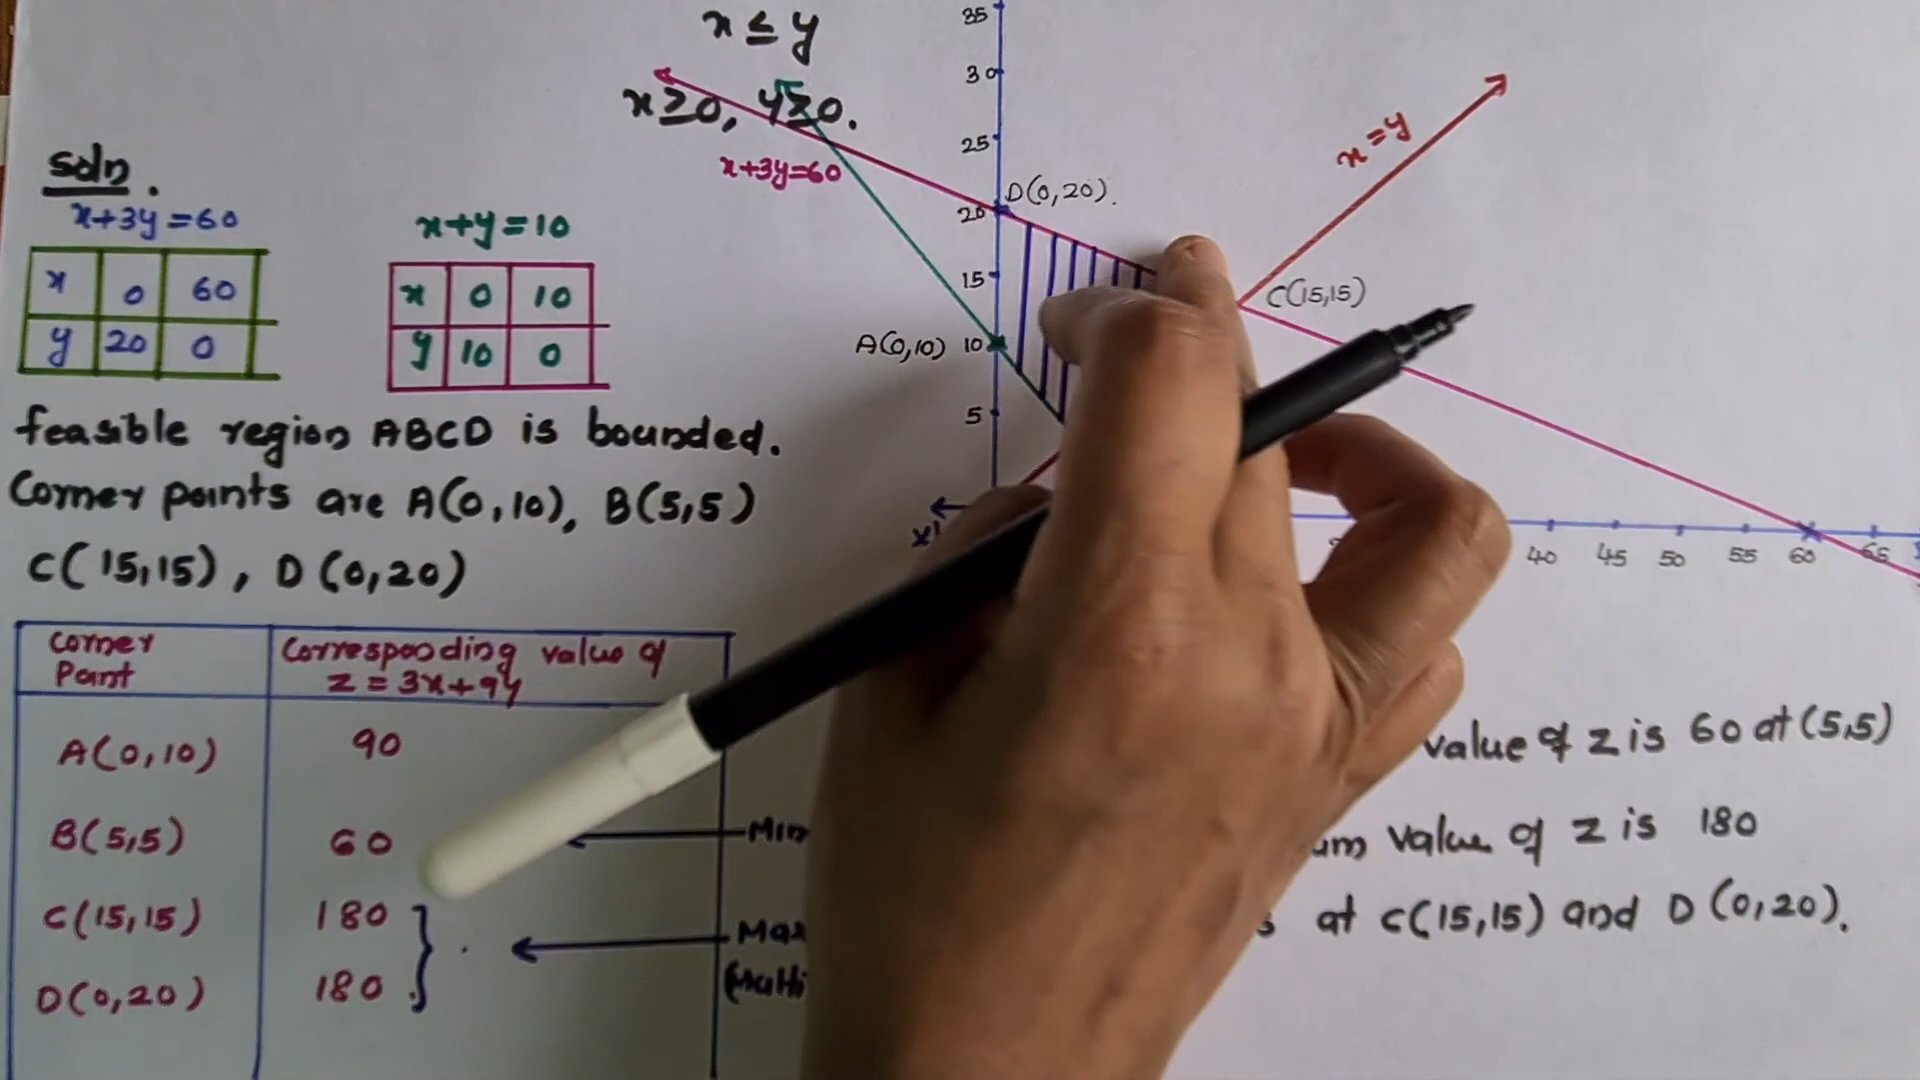 x ≤ y
x ≥ 0, y ≥ 0.
soln.
x+3y=60
x 0 60
y 20 0
x+y=10
x 0 10
y 10 0
feasible region ABCD is bounded.
Corner points are A(0,10), B(5,5)
C(15,15), D(0,20)
Corner Point
Corresponding value of z = 3x+9y
A(0,10) 90
B(5,5) 60
C(15,15) 180
D(0,20) 180
35
30
25
20
15
10
5
x+3y=60
D(0,20).
x=y
C(15,15)
A(0,10)
x'
40 45 50 55 60 65
value of z is 60 at (5,5)
value of z is 180
at C(15,15) and D(0,20).